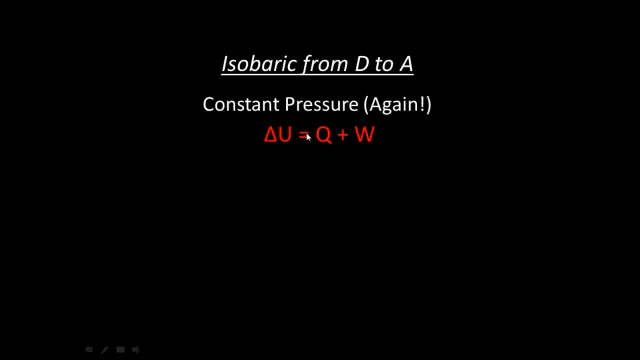 Isobaric from D to A
Constant Pressure (Again!)
ΔU = Q + W